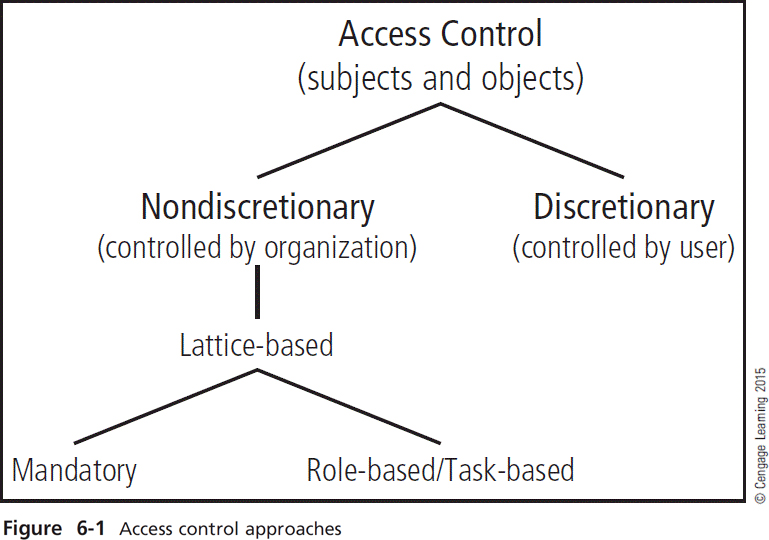 Access Control
(subjects and objects)
Nondiscretionary
(controlled by organization)
Discretionary
(controlled by user)
Lattice-based
Mandatory
Role-based/Task-based
© Cengage Learning 2015
Figure 6-1 Access control approaches